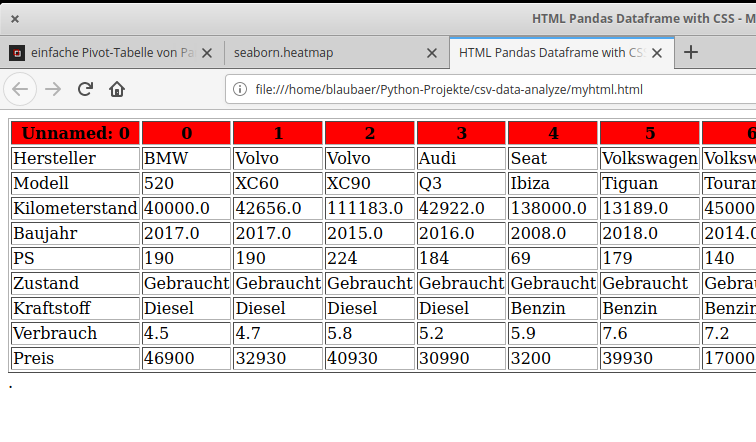 HTML Pandas Dataframe with CSS - M
einfache Pivot-Tabelle von Pa seaborn.heatmap HTML Pandas Dataframe with CSS
file:///home/blaubaer/Python-Projekte/csv-data-analyze/myhtml.html
Unnamed: 0 0 1 2 3 4 5 6
Hersteller BMW Volvo Volvo Audi Seat Volkswagen Volksw
Modell 520 XC60 XC90 Q3 Ibiza Tiguan Touran
Kilometerstand 40000.0 42656.0 111183.0 42922.0 138000.0 13189.0 45000
Baujahr 2017.0 2017.0 2015.0 2016.0 2008.0 2018.0 2014.0
PS 190 190 224 184 69 179 140
Zustand Gebraucht Gebraucht Gebraucht Gebraucht Gebraucht Gebraucht Gebrau
Kraftstoff Diesel Diesel Diesel Diesel Benzin Benzin Benzin
Verbrauch 4.5 4.7 5.8 5.2 5.9 7.6 7.2
Preis 46900 32930 40930 30990 3200 39930 17000
.